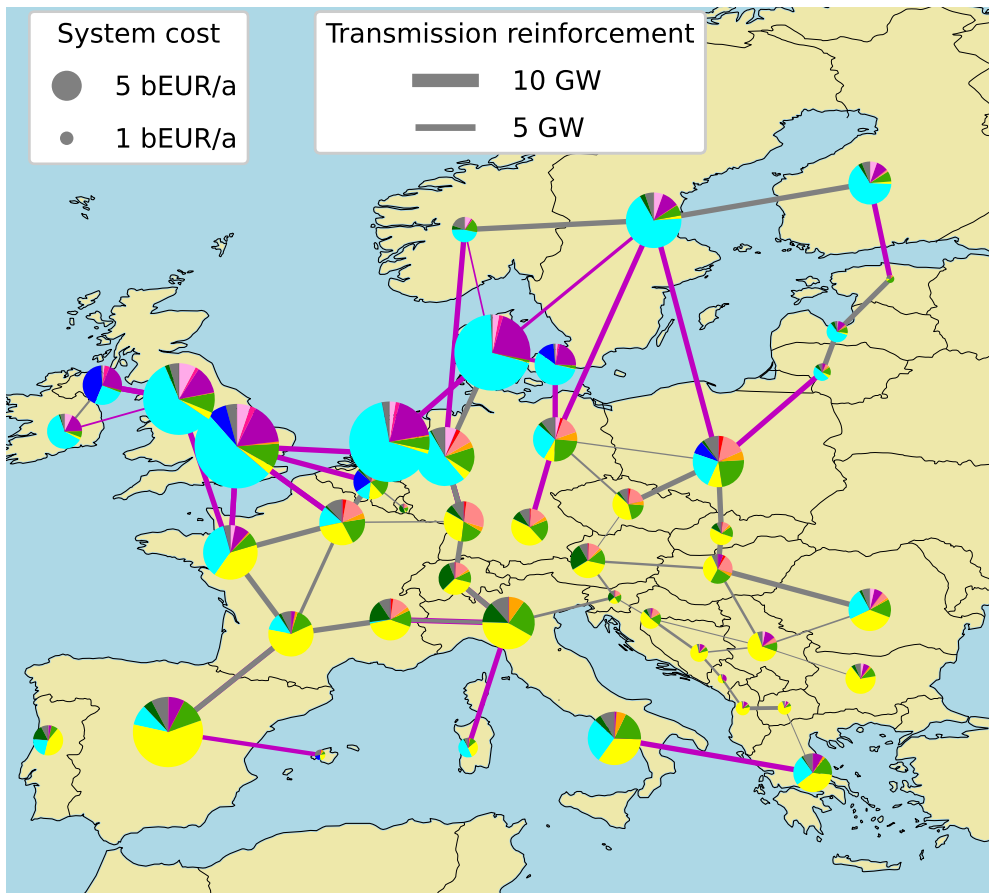 System cost
5 bEUR/a
1 bEUR/a
Transmission reinforcement
10 GW
5 GW